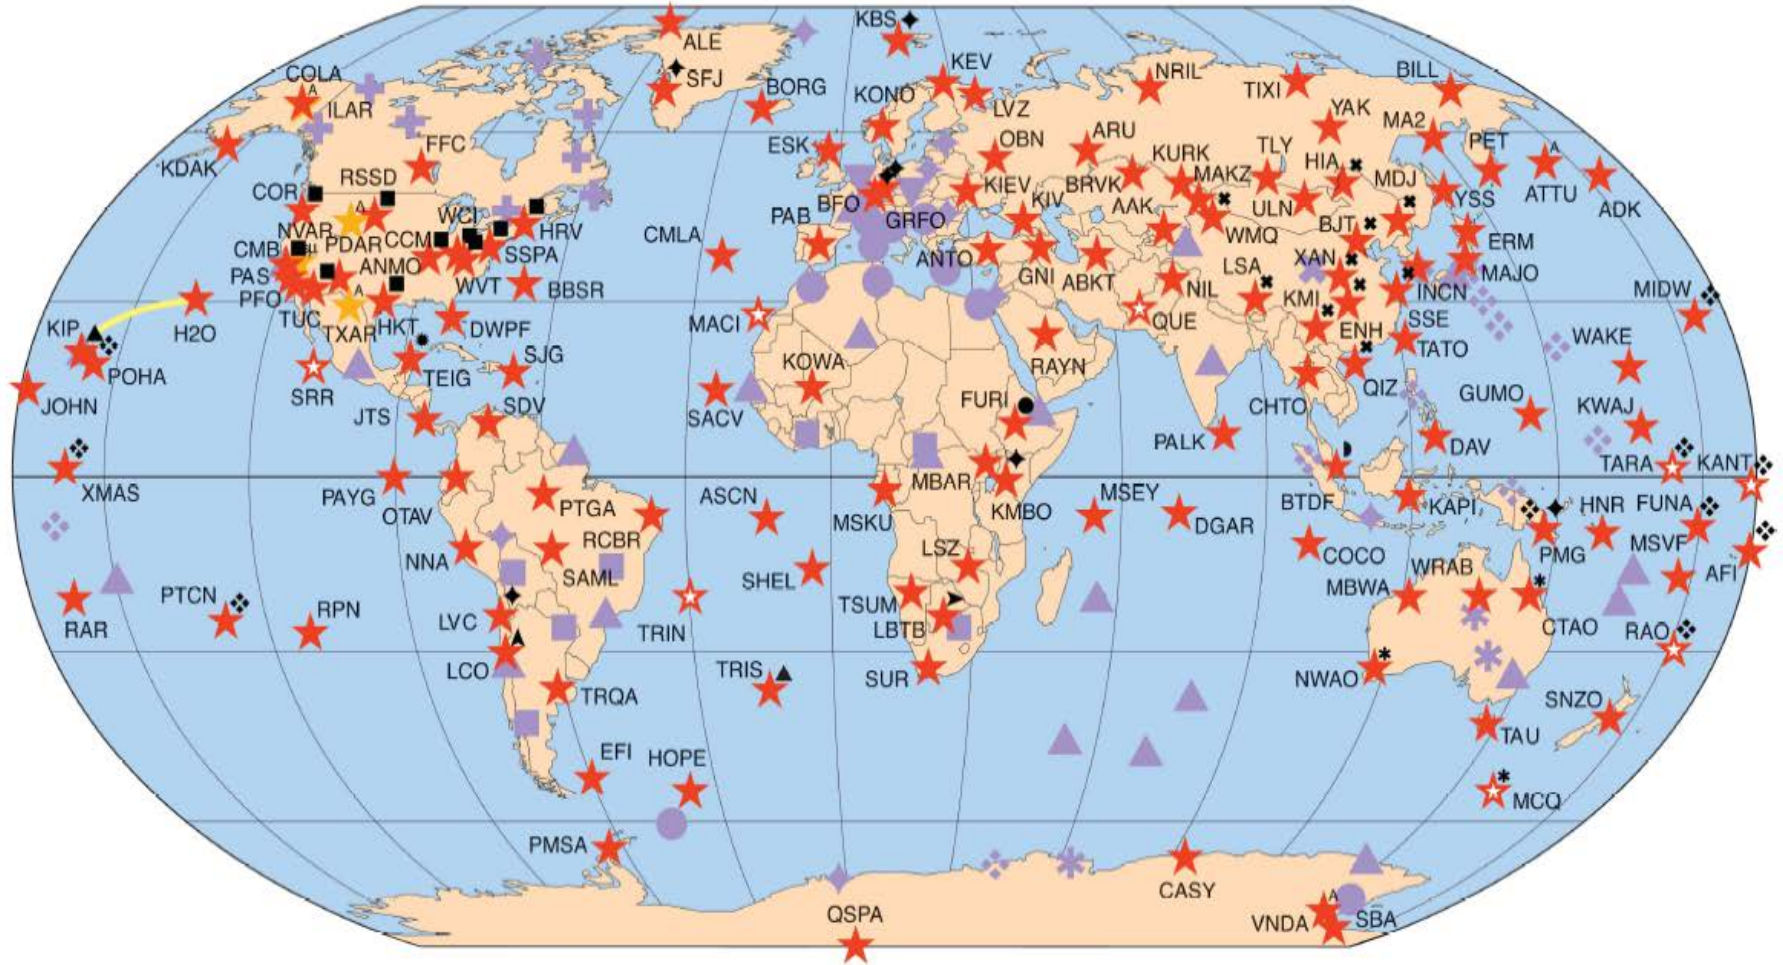 KBS
ALE
COLA
A
SFJ
KEV
NRIL
TIXI
BILL
ILAR
BORG
KONO
LVZ
YAK
MA2
FFC
ESK
OBN
ARU
TLY
HIA
PET
A
KDAK
KURK
MAKZ
MDJ
ATTU
RSSD
COR
A
WCI
BFO
KIEV
BRVK
ULN
YSS
ADK
PAB
GRFO
KIV
AAK
NVAR
PDAR
CCM
HRV
BJT
CMB
CMLA
WMQ
ERM
SSPA
XAN
ANTO
LSA
MAJO
PAS
ANMO
GNI
ABKT
NIL
INCN
PFO
A
WVT
BBSR
KMI
MIDW
TUC
TXAR
HKT
DWPF
MACI
QUE
ENH
SSE
KIP
H2O
WAKE
TATO
SJG
KOWA
RAYN
POHA
TEIG
SRR
JOHN
QIZ
GUMO
JTS
SDV
SACV
FURI
CHTO
KWAJ
PALK
DAV
TARA
KANT
XMAS
PAYG
MBAR
ASCN
MSEY
BTDF
KAPI
HNR
FUNA
OTAV
PTGA
MSKU
KMBO
DGAR
RCBR
LSZ
COCO
PMG
MSVF
NNA
SAML
SHEL
MBWA
WRAB
AFI
PTCN
RPN
TSUM
RAR
LVC
TRIN
LBTB
CTAO
RAO
LCO
TRIS
SUR
NWAO
TRQA
SNZO
TAU
EFI
HOPE
MCQ
PMSA
CASY
A
QSPA
VNDA
SBA